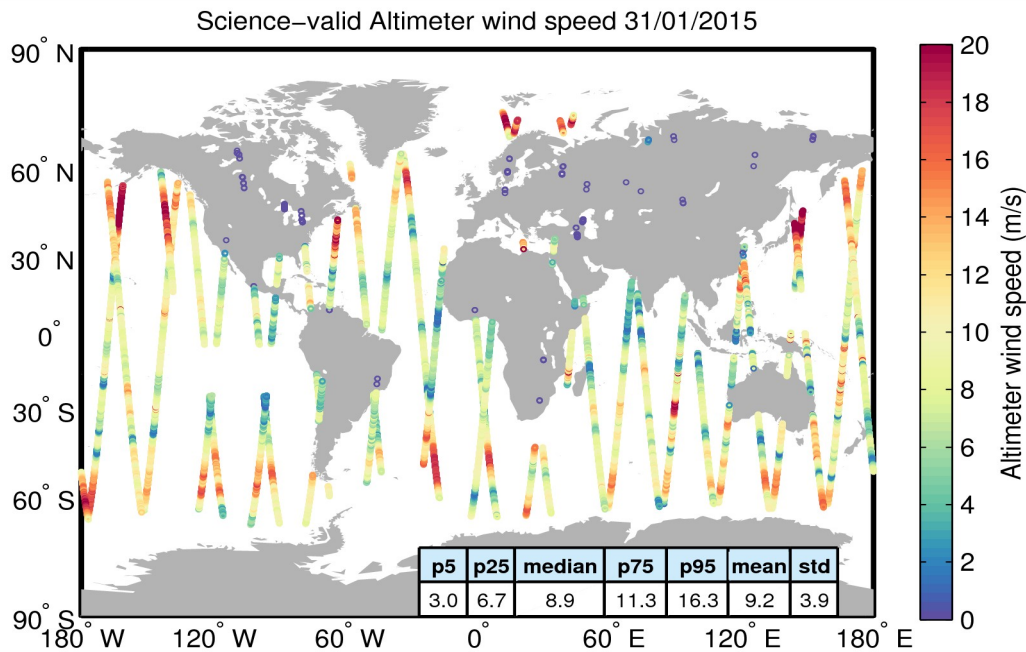 Science−valid Altimeter wind speed 31/01/2015
90° N
60° N
30° N
0°
30° S
60° S
90° S
180° W
120° W
60° W
0°
60° E
120° E
180° E
p5 p25 median p75 p95 mean std
3.0 6.7 8.9 11.3 16.3 9.2 3.9
20
18
16
14
12
10
8
6
4
2
0
Altimeter wind speed (m/s)